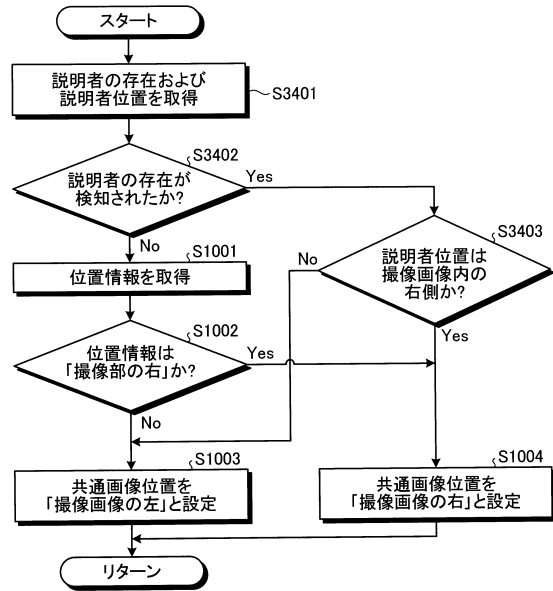 スタート
説明者の存在および
説明者位置を取得
S3401
S3402
説明者の存在が
検知されたか?
Yes
No
S3403
説明者位置は
撮像画像内の
右側か?
No
Yes
S1001
位置情報を取得
S1002
位置情報は
「撮像部の右」か?
Yes
No
S1003
共通画像位置を
「撮像画像の左」と設定
S1004
共通画像位置を
「撮像画像の右」と設定
リターン